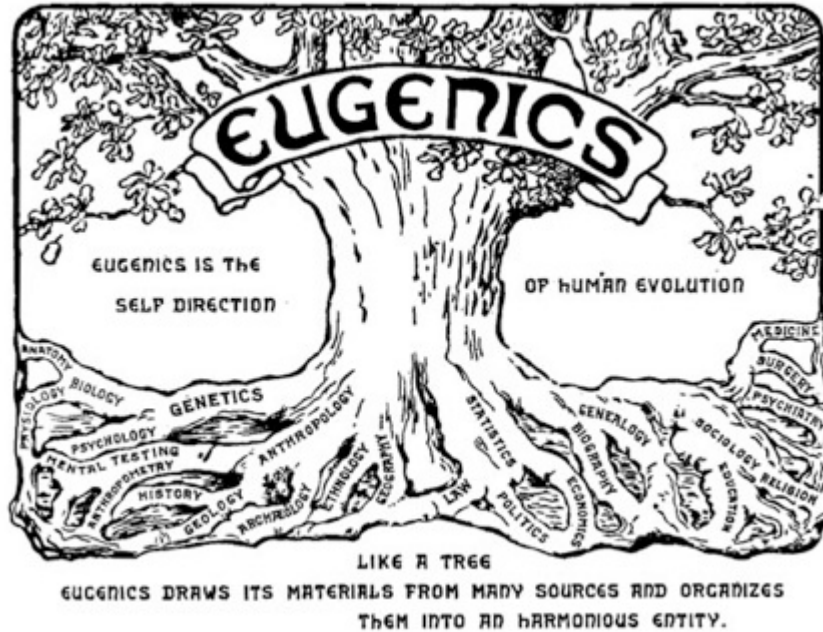 EUGENICS
EUGENICS IS THE
SELF DIRECTION
OF HUMAN EVOLUTION
ANATOMY
BIOLOGY
PHYSIOLOGY
GENETICS
PSYCHOLOGY
MENTAL TESTING
ANTHROPOMETRY
HISTORY
GEOLOGY
ANTHROPOLOGY
ARCHÆOLOGY
ETHNOLOGY
GEOGRAPHY
LAW
STATISTICS
POLITICS
ECONOMICS
GENEALOGY
BIOGRAPHY
EDUCATION
SOCIOLOGY
RELIGION
PSYCHIATRY
SURGERY
MEDICINE
LIKE A TREE
EUGENICS DRAWS ITS MATERIALS FROM MANY SOURCES AND ORGANIZES
THEM INTO AN HARMONIOUS ENTITY.